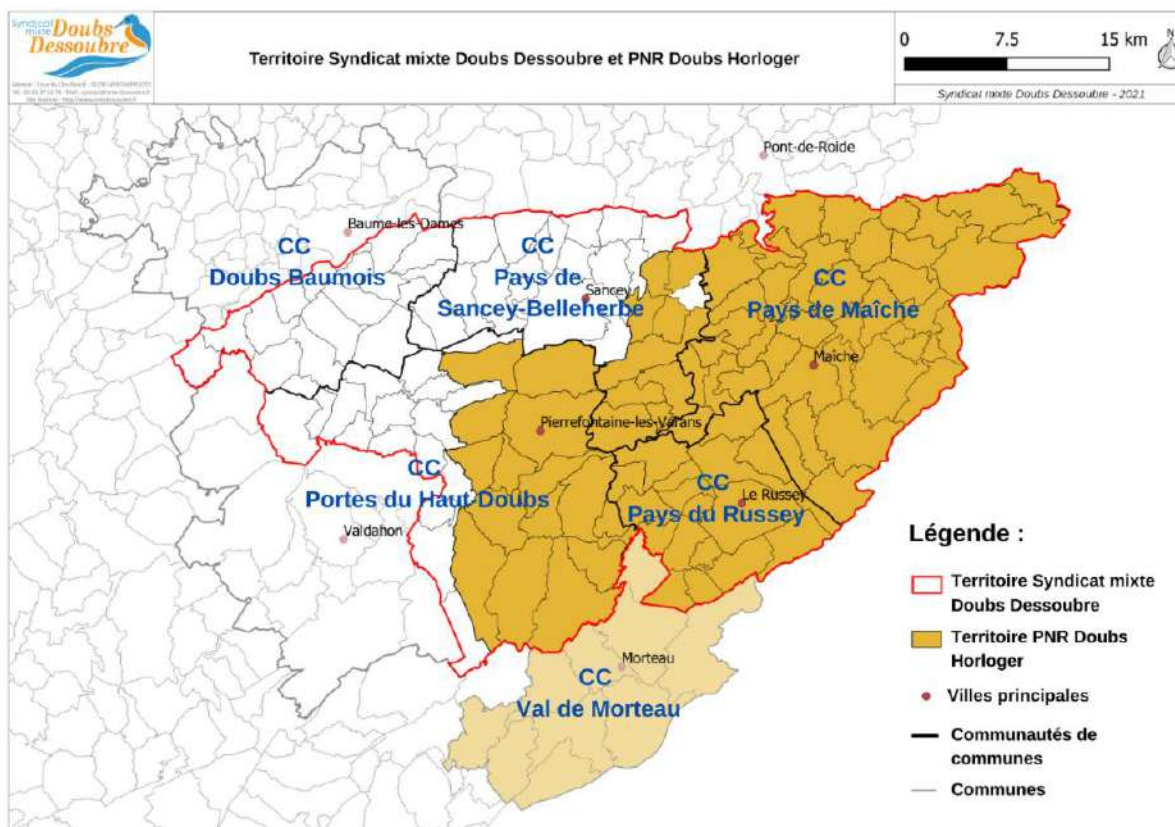 Syndicat
mixte Doubs
Dessoubre
Territoire Syndicat mixte Doubs Dessoubre et PNR Doubs Horloger
0 7.5 15 km
N
Syndicat mixte Doubs Dessoubre - 2021
Pont-de-Roide
Baume-les-Dames
CC
Doubs Baumois
CC
Pays de
Sancey-Belleherbe
Sancey
CC
Pays de Maîche
Maîche
Pierrefontaine-les-Varans
CC
Portes du Haut-Doubs
CC
Pays du Russey
Le Russey
Valdahon
Morteau
CC
Val de Morteau
Légende :
Territoire Syndicat mixte
Doubs Dessoubre
Territoire PNR Doubs
Horloger
Villes principales
Communautés de
communes
Communes